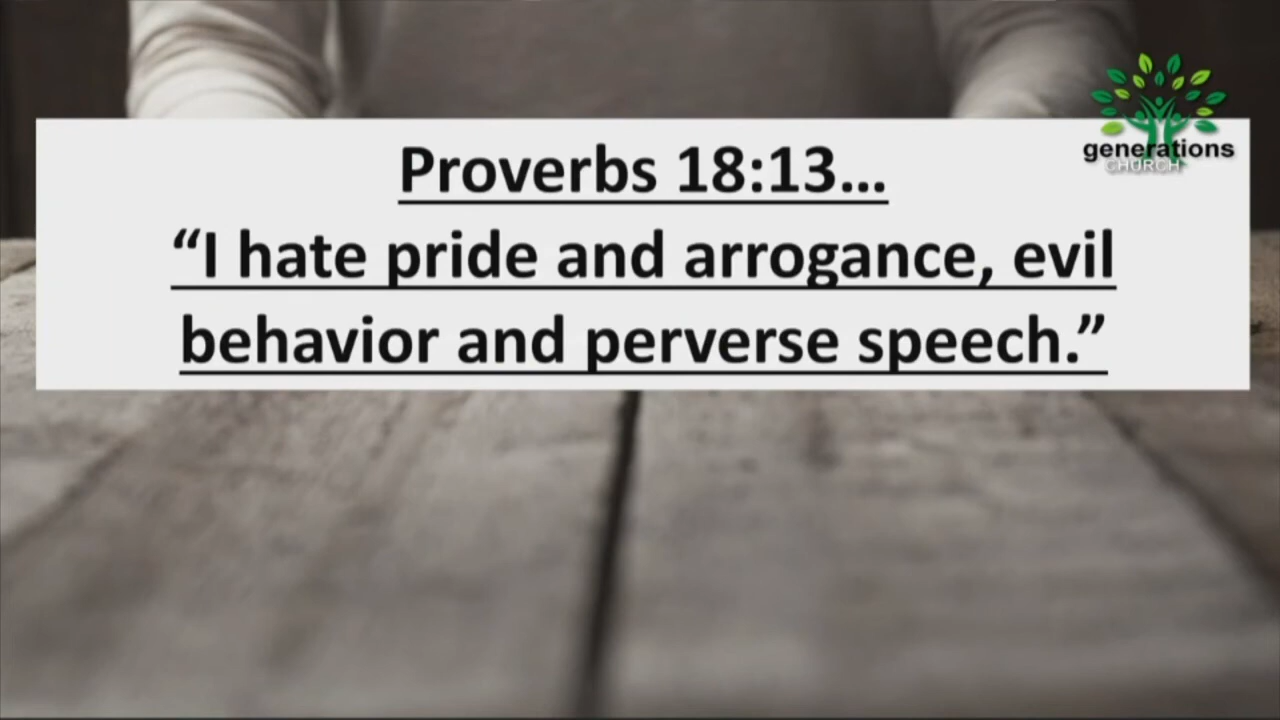 Proverbs 18:13...
“I hate pride and arrogance, evil
behavior and perverse speech.”
generations
CHURCH